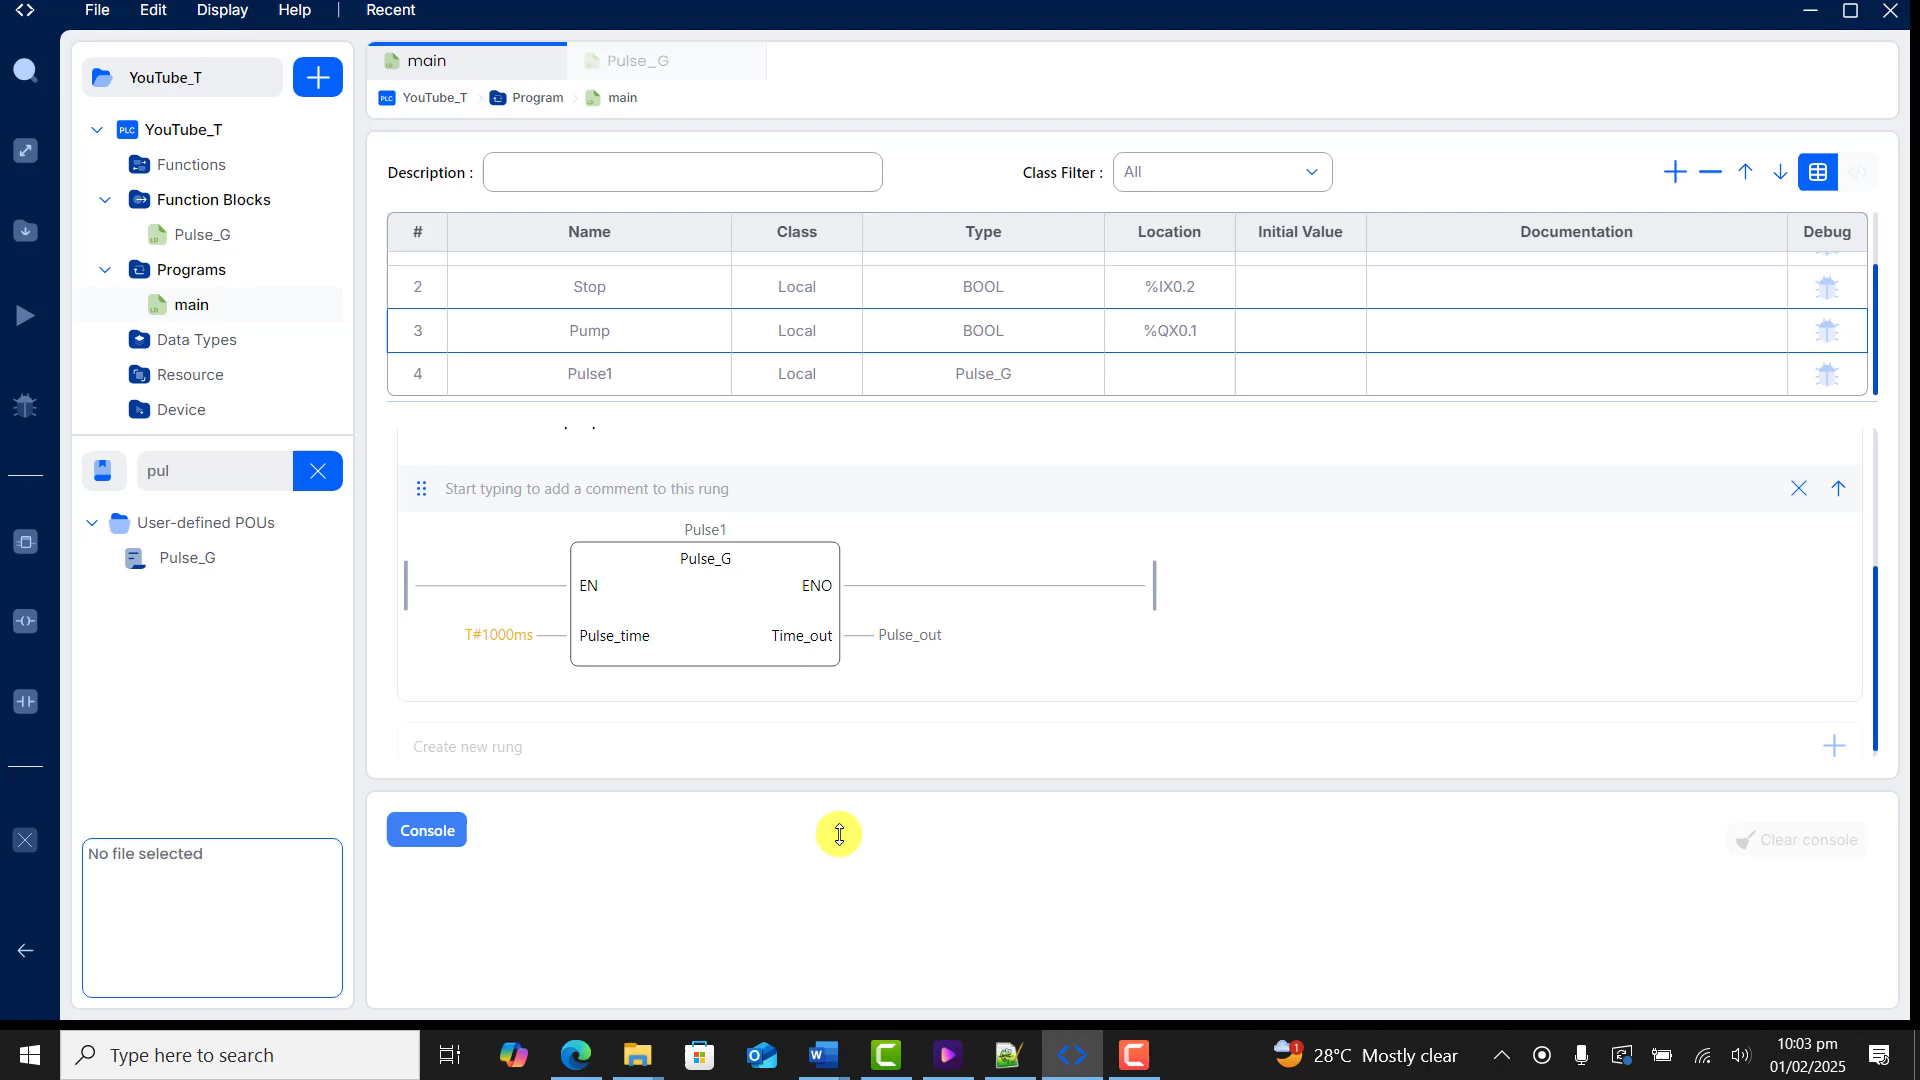 File Edit Display Help | Recent
YouTube_T
main
Pulse_G
YouTube_T Program main
PLC YouTube_T
Functions
Function Blocks
Pulse_G
Programs
main
Data Types
Resource
Device
Description :
Class Filter : All
# Name Class Type Location Initial Value Documentation Debug
2 Stop Local BOOL %IX0.2
3 Pump Local BOOL %QX0.1
4 Pulse1 Local Pulse_G
pul
User-defined POUs
Pulse_G
No file selected
Start typing to add a comment to this rung
Pulse1
Pulse_G
EN ENO
T#1000ms Pulse_time Time_out Pulse_out
Create new rung
Console
Clear console
Type here to search
28°C Mostly clear
10:03 pm
01/02/2025